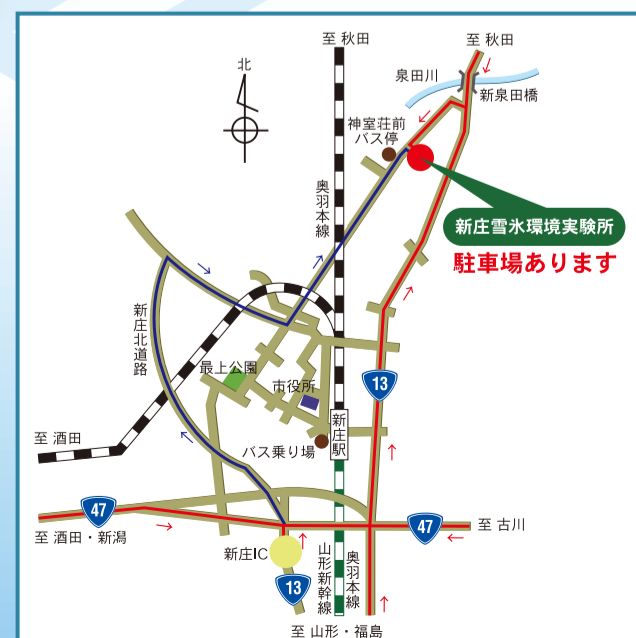 至 秋田
至 秋田
北
泉田川
新泉田橋
神室荘前
バス停
奥羽本線
新庄雪氷環境実験所
駐車場あります
新庄北道路
最上公園
市役所
13
新庄駅
至 酒田
バス乗り場
47
至 酒田・新潟
47
至 古川
新庄IC
13
山形新幹線
奥羽本線
至 山形・福島